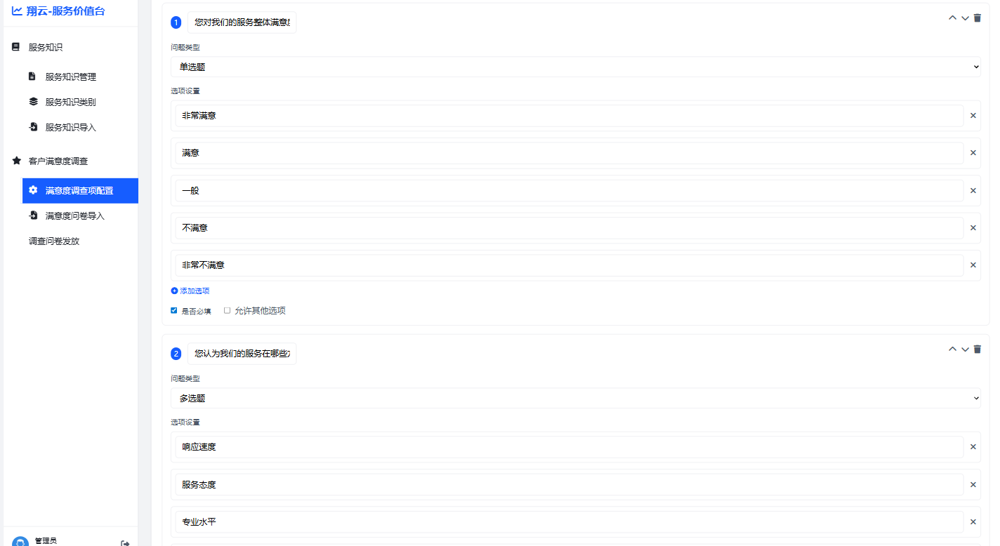 翔云-服务价值台
服务知识
服务知识管理
服务知识类别
服务知识导入
客户满意度调查
满意度调查项配置
满意度问卷导入
调查问卷发放
管理员
1 您对我们的服务整体满意
问题类型
单选题
选项设置
非常满意
满意
一般
不满意
非常不满意
添加选项
是否必填 允许其他选项
2 您认为我们的服务在哪些
问题类型
多选题
选项设置
响应速度
服务态度
专业水平